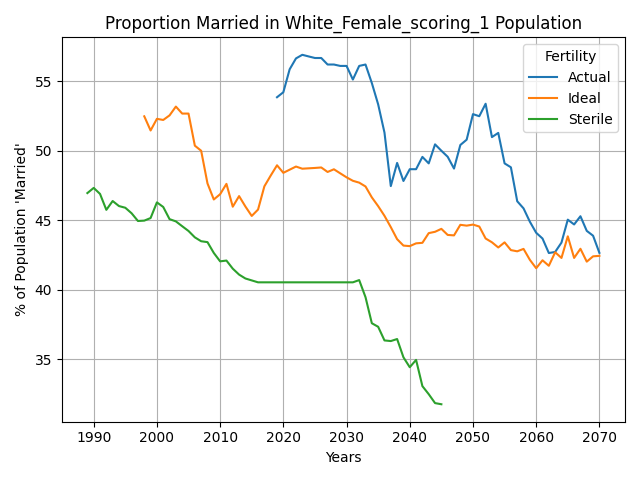 Proportion Married in White_Female_scoring_1 Population
Fertility
Actual
Ideal
Sterile
% of Population 'Married'
55
50
45
40
35
1990 2000 2010 2020 2030 2040 2050 2060 2070
Years